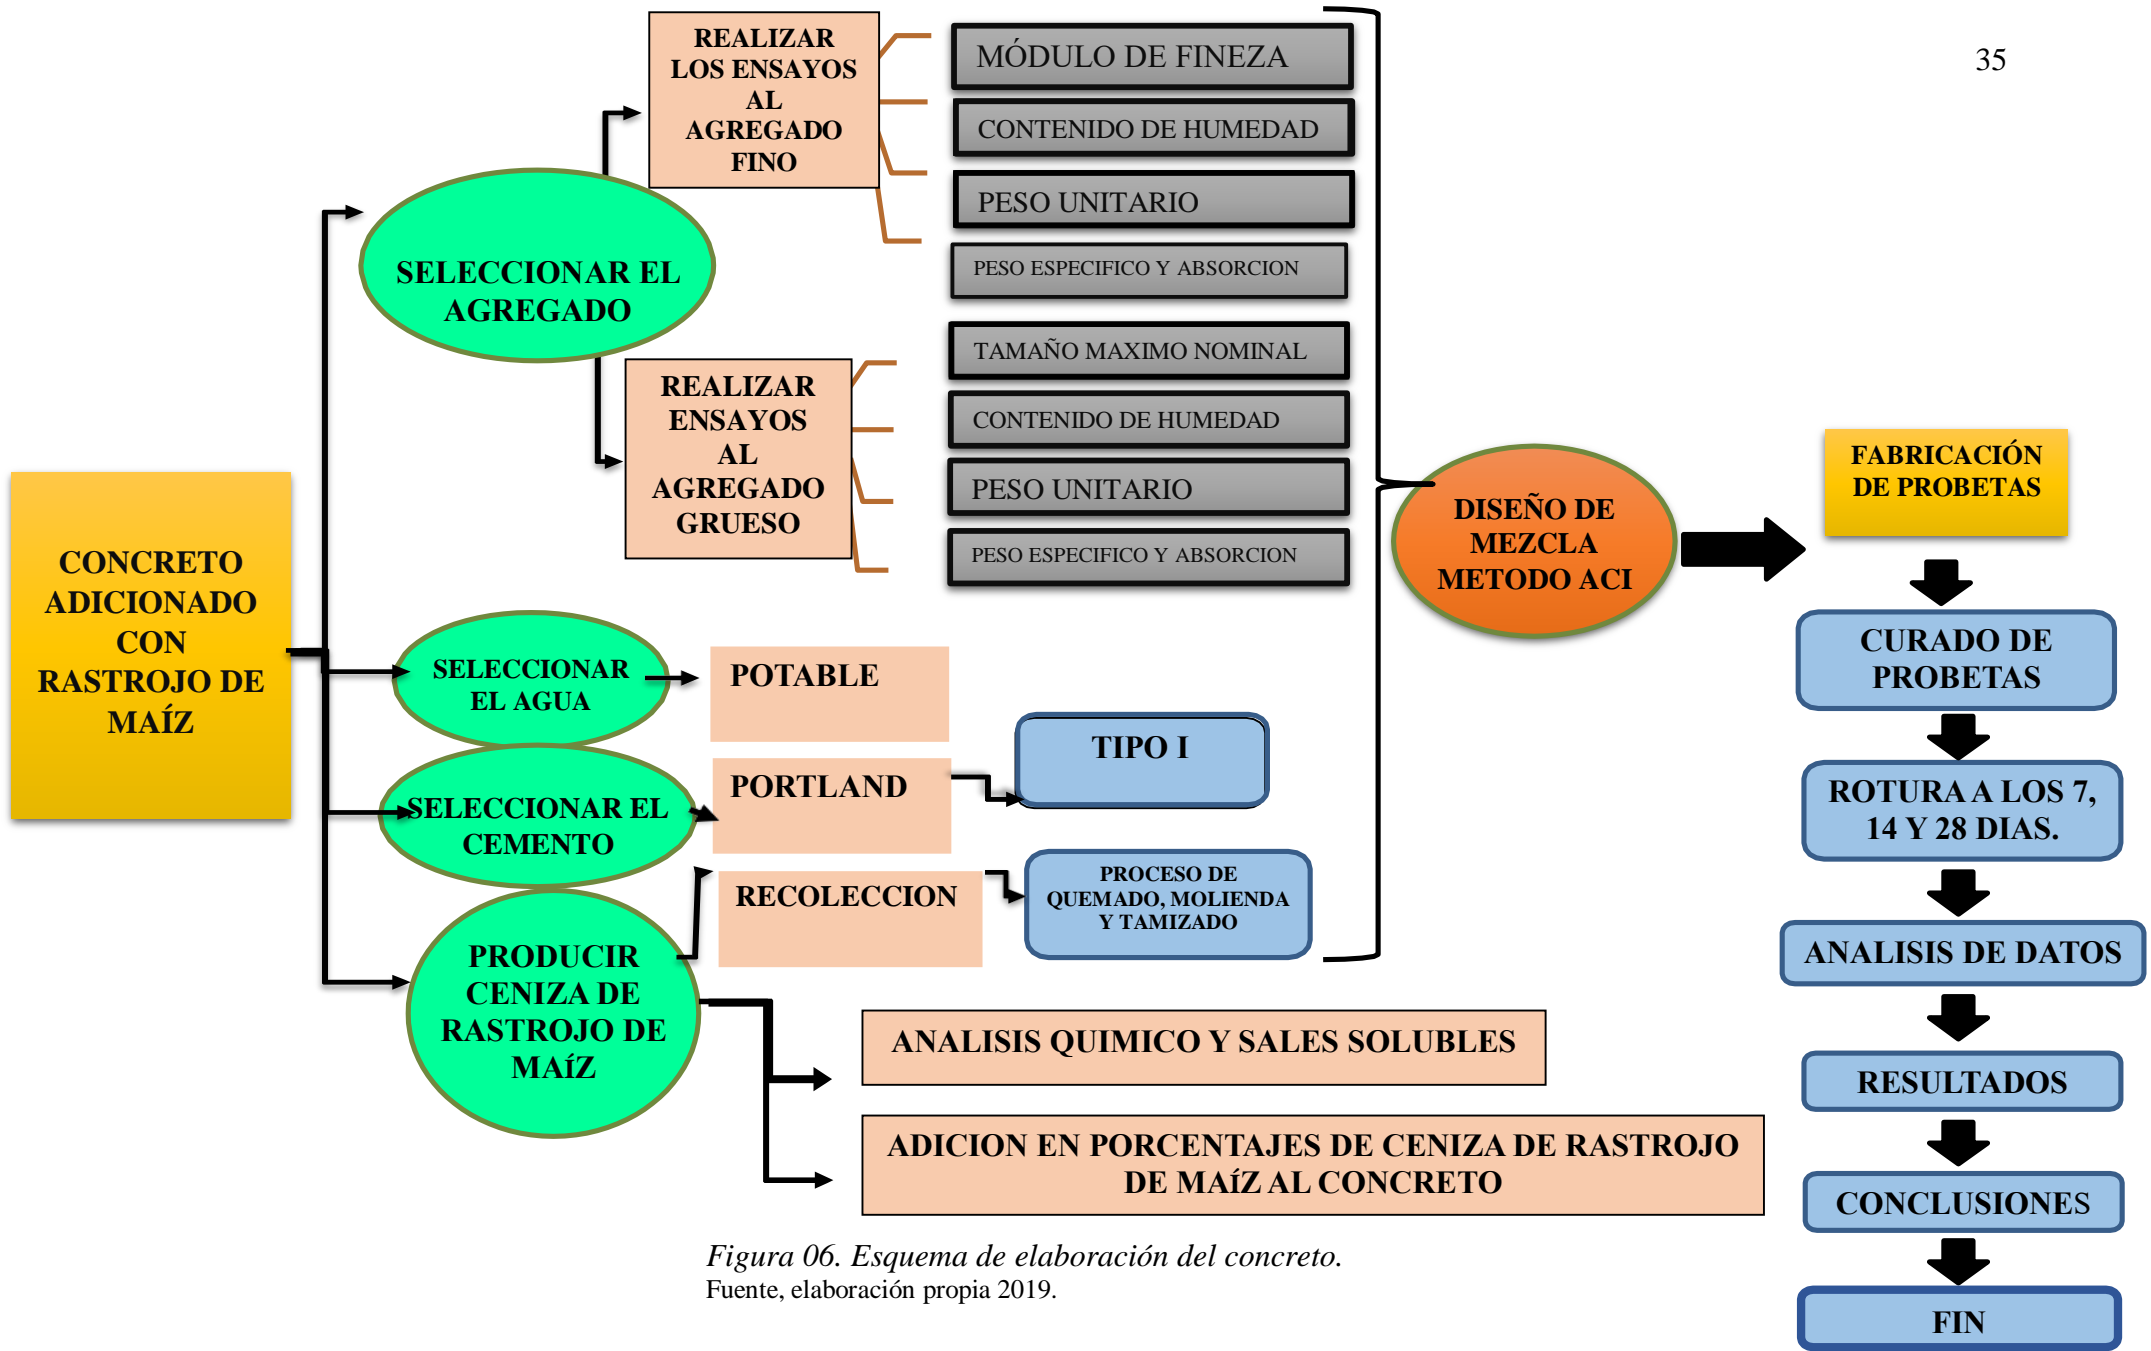 35
CONCRETO
ADICIONADO
CON
RASTROJO DE
MAÍZ
SELECCIONAR EL
AGREGADO
REALIZAR
LOS ENSAYOS
AL
AGREGADO
FINO
MÓDULO DE FINEZA
CONTENIDO DE HUMEDAD
PESO UNITARIO
PESO ESPECIFICO Y ABSORCION
REALIZAR
ENSAYOS
AL
AGREGADO
GRUESO
TAMAÑO MAXIMO NOMINAL
CONTENIDO DE HUMEDAD
PESO UNITARIO
PESO ESPECIFICO Y ABSORCION
SELECCIONAR
EL AGUA
POTABLE
SELECCIONAR EL
CEMENTO
PORTLAND
TIPO I
PRODUCIR
CENIZA DE
RASTROJO DE
MAÍZ
RECOLECCION
PROCESO DE
QUEMADO, MOLIENDA
Y TAMIZADO
ANALISIS QUIMICO Y SALES SOLUBLES
ADICION EN PORCENTAJES DE CENIZA DE RASTROJO
DE MAÍZ AL CONCRETO
DISEÑO DE
MEZCLA
METODO ACI
FABRICACIÓN
DE PROBETAS
CURADO DE
PROBETAS
ROTURA A LOS 7,
14 Y 28 DIAS.
ANALISIS DE DATOS
RESULTADOS
CONCLUSIONES
FIN
Figura 06. Esquema de elaboración del concreto.
Fuente, elaboración propia 2019.